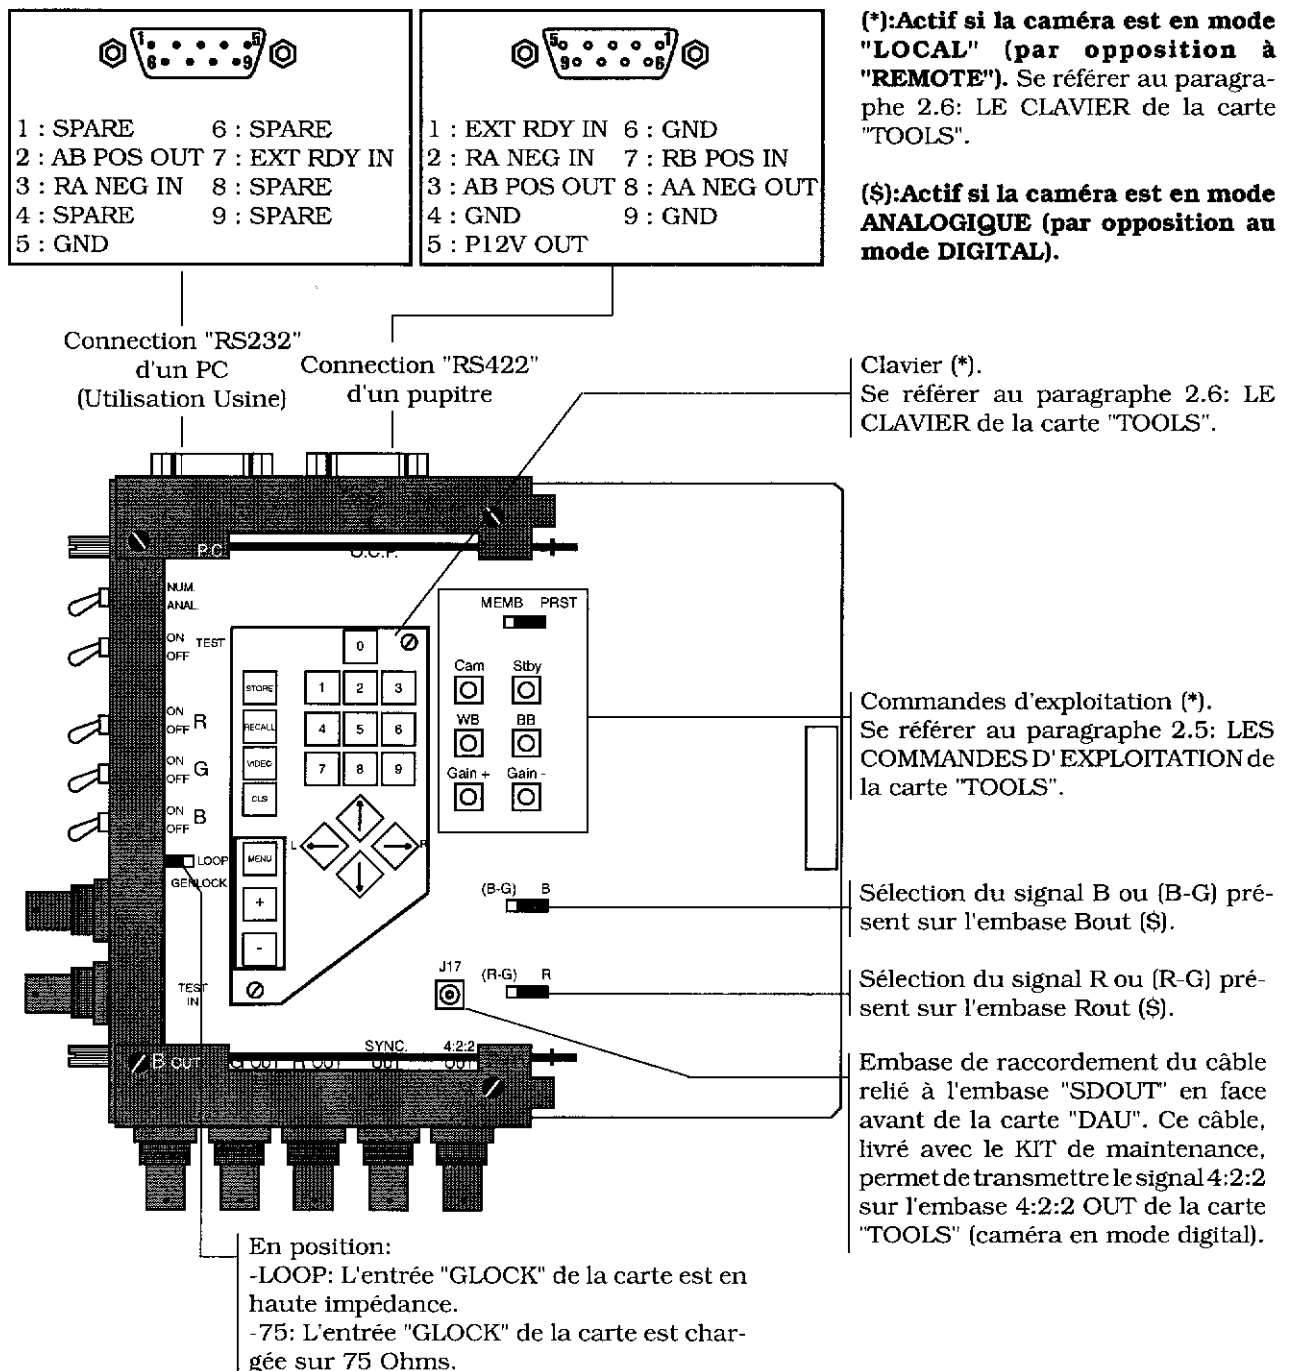 1 5
6 9
1 : SPARE 6 : SPARE
2 : AB POS OUT 7 : EXT RDY IN
3 : RA NEG IN 8 : SPARE
4 : SPARE 9 : SPARE
5 : GND
5 1
9 6
1 : EXT RDY IN 6 : GND
2 : RA NEG IN 7 : RB POS IN
3 : AB POS OUT 8 : AA NEG OUT
4 : GND 9 : GND
5 : P12V OUT
(*):Actif si la caméra est en mode
"LOCAL" (par opposition à
"REMOTE"). Se référer au paragra-
phe 2.6: LE CLAVIER de la carte
"TOOLS".
($):Actif si la caméra est en mode
ANALOGIQUE (par opposition au
mode DIGITAL).
Connection "RS232"
d'un PC
(Utilisation Usine)
Connection "RS422"
d'un pupitre
Clavier (*).
Se référer au paragraphe 2.6: LE
CLAVIER de la carte "TOOLS".
P.C
O.C.P.
NUM.
ANAL.
ON
OFF
TEST
ON
OFF
R
ON
OFF
G
ON
OFF
B
LOOP
GENLOCK
TEST
IN
0
STORE 1 2 3
RECALL 4 5 6
VIDEO 7 8 9
CLS
L R
MENU
+
-
MEMB PRST
Cam Stby
WB BB
Gain + Gain -
(B-G) B
(R-G) R
J17
B OUT
G OUT
R OUT
SYNC.
OUT
4:2:2
OUT
Commandes d'exploitation (*).
Se référer au paragraphe 2.5: LES
COMMANDES D'EXPLOITATION de
la carte "TOOLS".
Sélection du signal B ou (B-G) pré-
sent sur l'embase Bout ($).
Sélection du signal R ou (R-G) pré-
sent sur l'embase Rout ($).
Embase de raccordement du câble
relié à l'embase "SDOUT" en face
avant de la carte "DAU". Ce câble,
livré avec le KIT de maintenance,
permet de transmettre le signal 4:2:2
sur l'embase 4:2:2 OUT de la carte
"TOOLS" (caméra en mode digital).
En position:
-LOOP: L'entrée "GLOCK" de la carte est en
haute impédance.
-75: L'entrée "GLOCK" de la carte est char-
gée sur 75 Ohms.